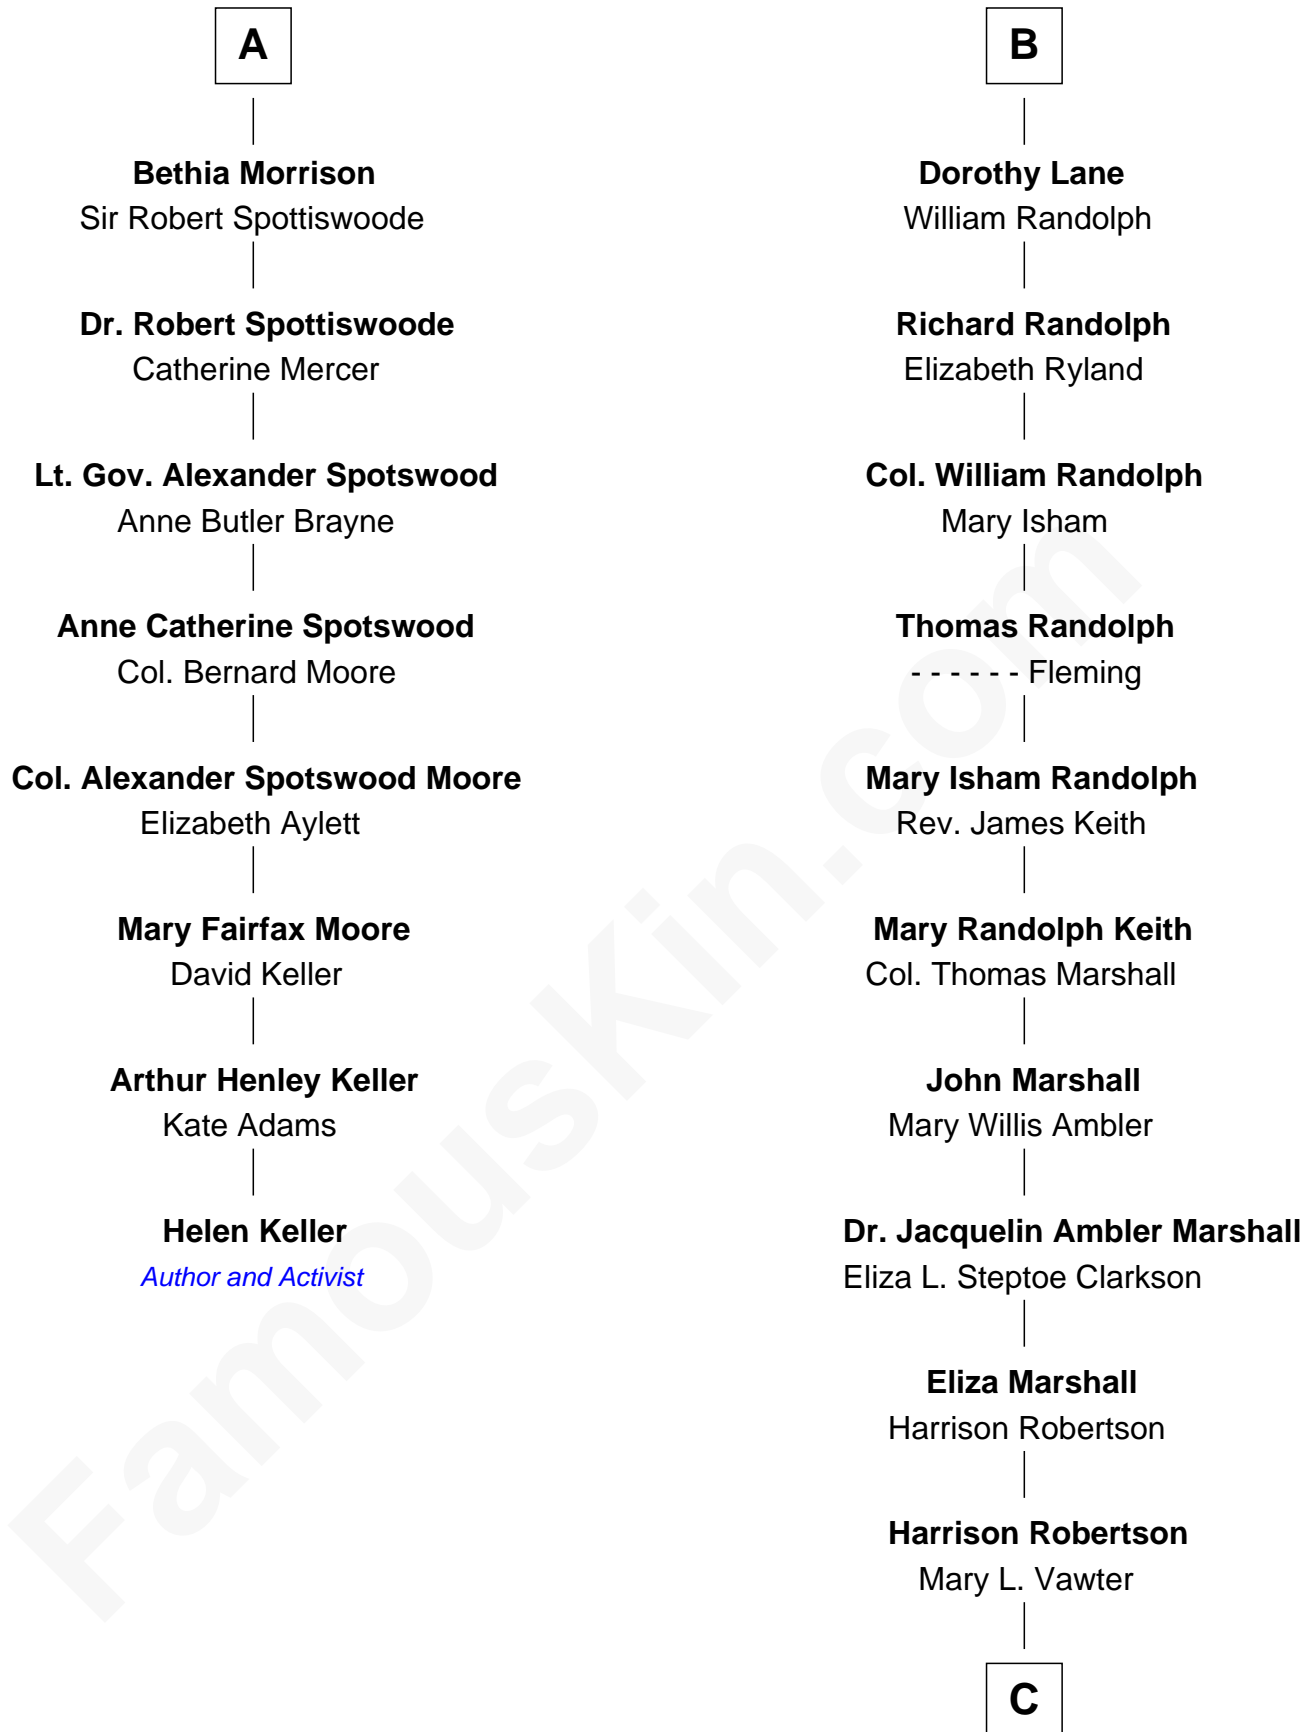 A
Bethia Morrison
Sir Robert Spottiswoode
Dr. Robert Spottiswoode
Catherine Mercer
Lt. Gov. Alexander Spotswood
Anne Butler Brayne
Anne Catherine Spotswood
Col. Bernard Moore
Col. Alexander Spotswood Moore
Elizabeth Aylett
Mary Fairfax Moore
David Keller
Arthur Henley Keller
Kate Adams
Helen Keller
Author and Activist
B
Dorothy Lane
William Randolph
Richard Randolph
Elizabeth Ryland
Col. William Randolph
Mary Isham
Thomas Randolph
- - - - - - Fleming
Mary Isham Randolph
Rev. James Keith
Mary Randolph Keith
Col. Thomas Marshall
John Marshall
Mary Willis Ambler
Dr. Jacquelin Ambler Marshall
Eliza L. Steptoe Clarkson
Eliza Marshall
Harrison Robertson
Harrison Robertson
Mary L. Vawter
C
FamousKin.com